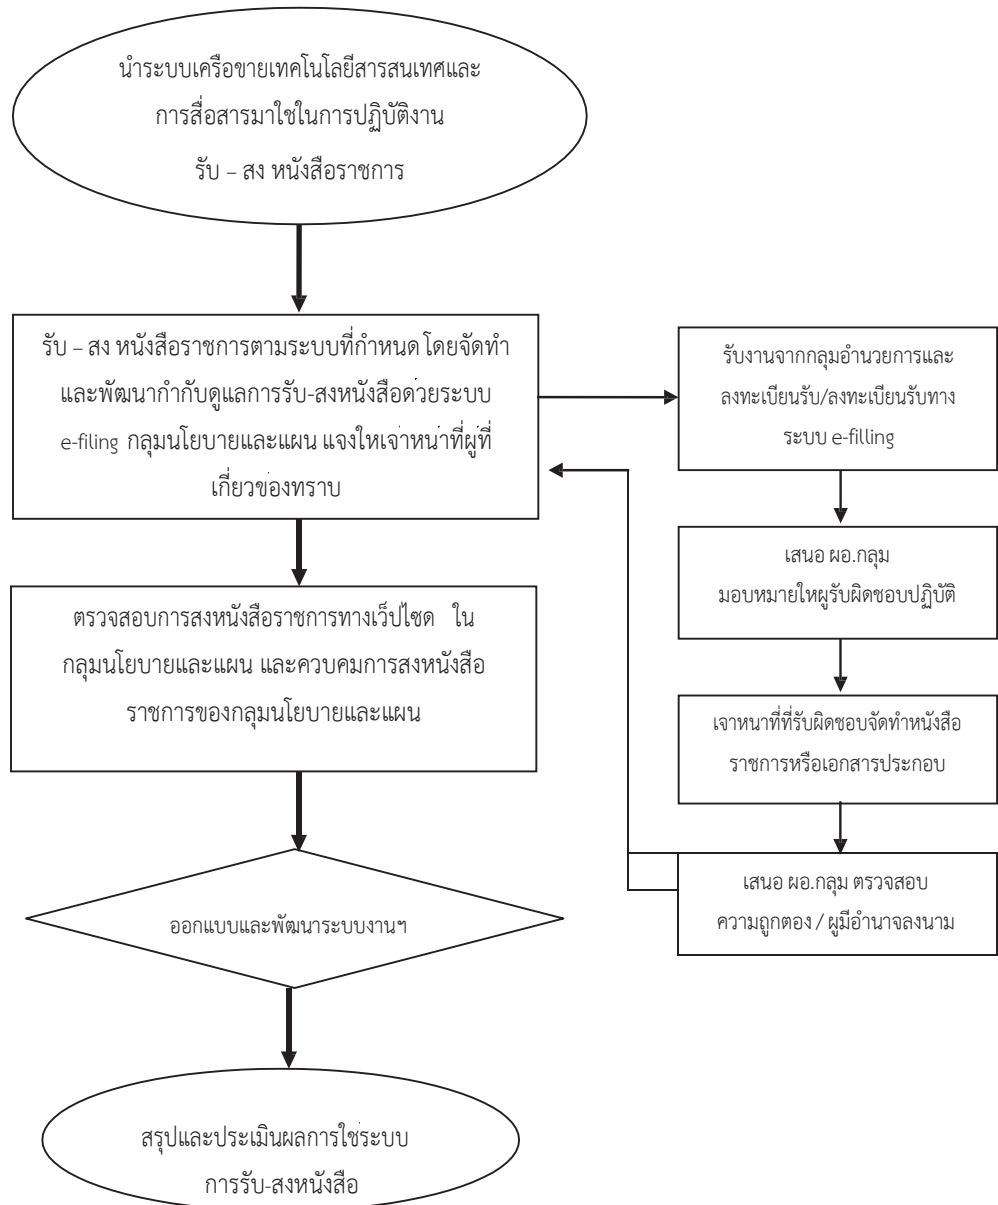 นำระบบเครือขายเทคโนโลยีสารสนเทศและ
การสื่อสารมาใชในการปฏิบัติงาน
รับ – สง หนังสือราชการ
รับ – สง หนังสือราชการตามระบบที่กำหนด โดยจัดทำ
และพัฒนากำกับดูแลการรับ-สงหนังสือด้วยระบบ
e-filing กลุมนโยบายและแผน แจงใหเจ้าหน้าที่ผู้ที่
เกี่ยวข้องทราบ
ตรวจสอบการสงหนังสือราชการทางเว็ปไซด ใน
กลุมนโยบายและแผน และควบคมการสงหนังสือ
ราชการของกลุมนโยบายและแผน
ออกแบบและพัฒนาระบบงานฯ
สรุปและประเมินผลการใช้ระบบ
การรับ-สงหนังสือ
รับงานจากกลุมอำนวยการและ
ลงทะเบียนรับ/ลงทะเบียนรับทาง
ระบบ e-filling
เสนอ ผอ.กลุม
มอบหมายใหผูรับผิดชอบปฏิบัติ
เจาหนาที่ที่รับผิดชอบจัดทำหนังสือ
ราชการหรือเอกสารประกอบ
เสนอ ผอ.กลุม ตรวจสอบ
ความถูกตอง / ผูมีอำนาจลงนาม